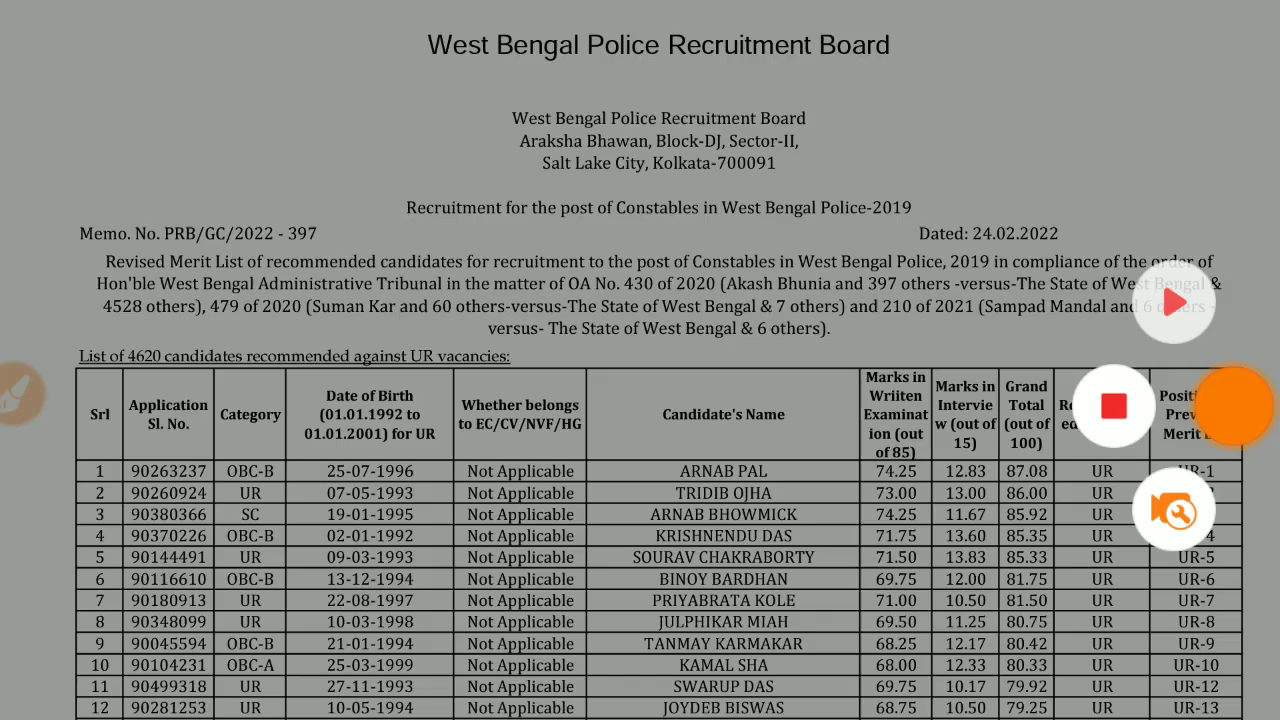 West Bengal Police Recruitment Board
West Bengal Police Recruitment Board
Araksha Bhawan, Block-DJ, Sector-II,
Salt Lake City, Kolkata-700091
Recruitment for the post of Constables in West Bengal Police-2019
Memo. No. PRB/GC/2022 - 397 Dated: 24.02.2022
Revised Merit List of recommended candidates for recruitment to the post of Constables in West Bengal Police, 2019 in compliance of the order of
Hon'ble West Bengal Administrative Tribunal in the matter of OA No. 430 of 2020 (Akash Bhunia and 397 others -versus-The State of West Bengal &
4528 others), 479 of 2020 (Suman Kar and 60 others-versus-The State of West Bengal & 7 others) and 210 of 2021 (Sampad Mandal and 6 others -
versus- The State of West Bengal & 6 others).
List of 4620 candidates recommended against UR vacancies:
Srl Application Sl. No. Category Date of Birth (01.01.1992 to 01.01.2001) for UR Whether belongs to EC/CV/NVF/HG Candidate's Name Marks in Wriiten Examinat ion (out of 85) Marks in Intervie w (out of 15) Grand Total (out of 100) Merit
1 90263237 OBC-B 25-07-1996 Not Applicable ARNAB PAL 74.25 12.83 87.08 UR UR-1
2 90260924 UR 07-05-1993 Not Applicable TRIDIB OJHA 73.00 13.00 86.00 UR
3 90380366 SC 19-01-1995 Not Applicable ARNAB BHOWMICK 74.25 11.67 85.92 UR
4 90370226 OBC-B 02-01-1992 Not Applicable KRISHNENDU DAS 71.75 13.60 85.35 UR
5 90144491 UR 09-03-1993 Not Applicable SOURAV CHAKRABORTY 71.50 13.83 85.33 UR UR-5
6 90116610 OBC-B 13-12-1994 Not Applicable BINOY BARDHAN 69.75 12.00 81.75 UR UR-6
7 90180913 UR 22-08-1997 Not Applicable PRIYABRATA KOLE 71.00 10.50 81.50 UR UR-7
8 90348099 UR 10-03-1998 Not Applicable JULPHIKAR MIAH 69.50 11.25 80.75 UR UR-8
9 90045594 OBC-B 21-01-1994 Not Applicable TANMAY KARMAKAR 68.25 12.17 80.42 UR UR-9
10 90104231 OBC-A 25-03-1999 Not Applicable KAMAL SHA 68.00 12.33 80.33 UR UR-10
11 90499318 UR 27-11-1993 Not Applicable SWARUP DAS 69.75 10.17 79.92 UR UR-12
12 90281253 UR 10-05-1994 Not Applicable JOYDEB BISWAS 68.75 10.50 79.25 UR UR-13